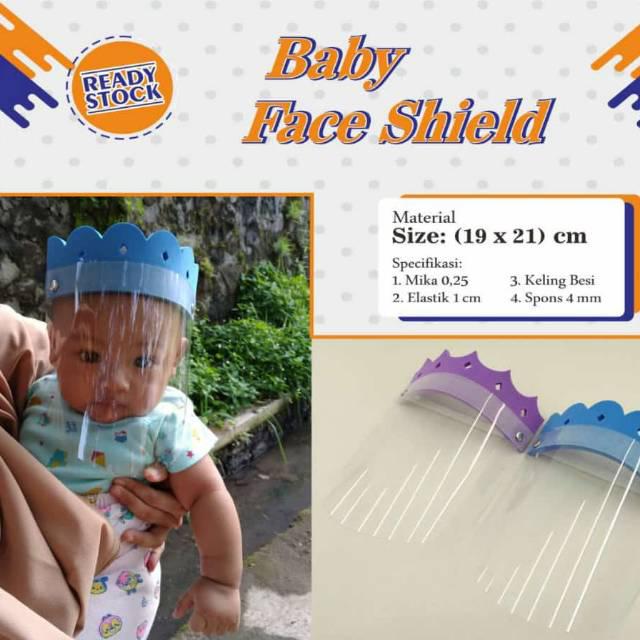 READY
STOCK
Baby
Face Shield
Material
Size: (19 x 21) cm
Specifikasi:
1. Mika 0,25
2. Elastik 1 cm
3. Keling Besi
4. Spons 4 mm